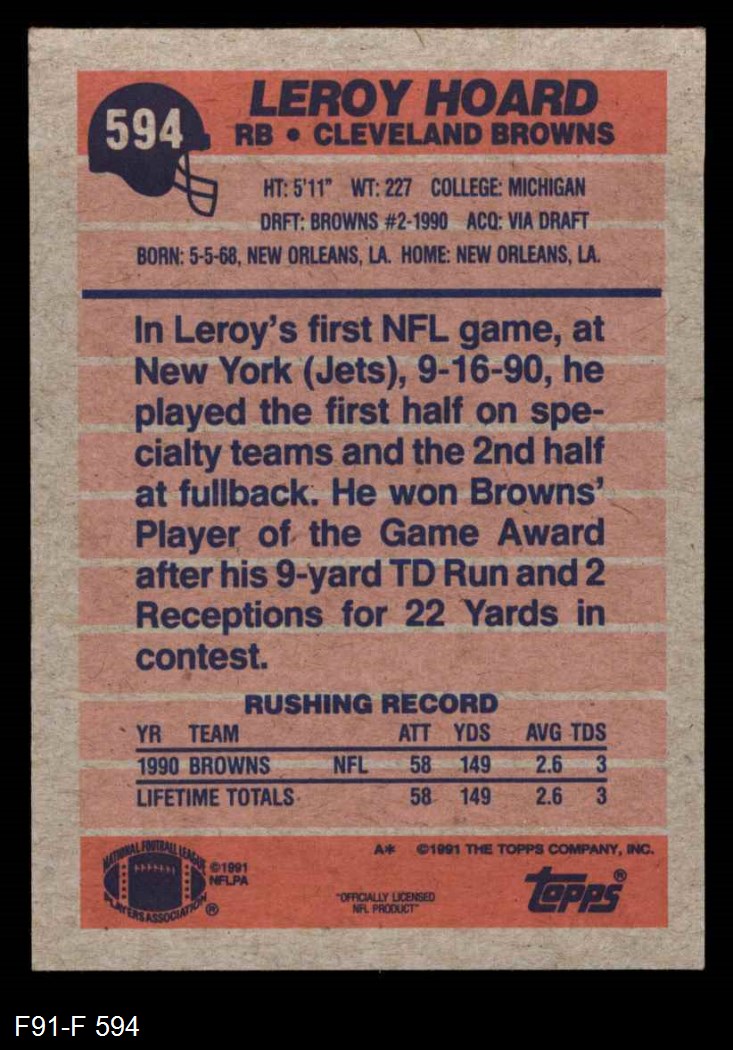 594
LEROY HOARD
RB • CLEVELAND BROWNS
HT: 5'11" WT: 227 COLLEGE: MICHIGAN
DRFT: BROWNS #2-1990 ACQ: VIA DRAFT
BORN: 5-5-68, NEW ORLEANS, LA. HOME: NEW ORLEANS, LA.
In Leroy's first NFL game, at
New York (Jets), 9-16-90, he
played the first half on spe-
cialty teams and the 2nd half
at fullback. He won Browns'
Player of the Game Award
after his 9-yard TD Run and 2
Receptions for 22 Yards in
contest.
RUSHING RECORD
YR TEAM ATT YDS AVG TDS
1990 BROWNS NFL 58 149 2.6 3
LIFETIME TOTALS 58 149 2.6 3
A* ©1991 THE TOPPS COMPANY, INC.
NATIONAL FOOTBALL LEAGUE
PLAYERS ASSOCIATION ®
©1991
NFLPA
"OFFICIALLY LICENSED
NFL PRODUCT"
topps®
F91-F 594